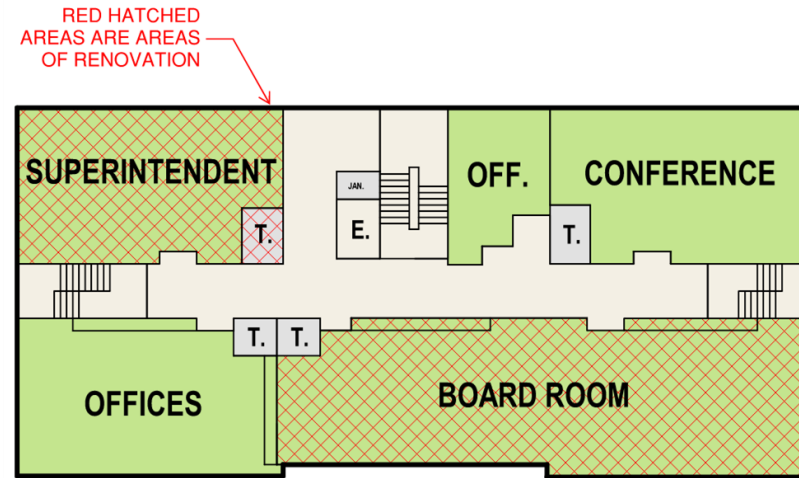 RED HATCHED
AREAS ARE AREAS
OF RENOVATION
SUPERINTENDENT
T.
JAN.
E.
OFF.
CONFERENCE
T.
T.
T.
OFFICES
BOARD ROOM